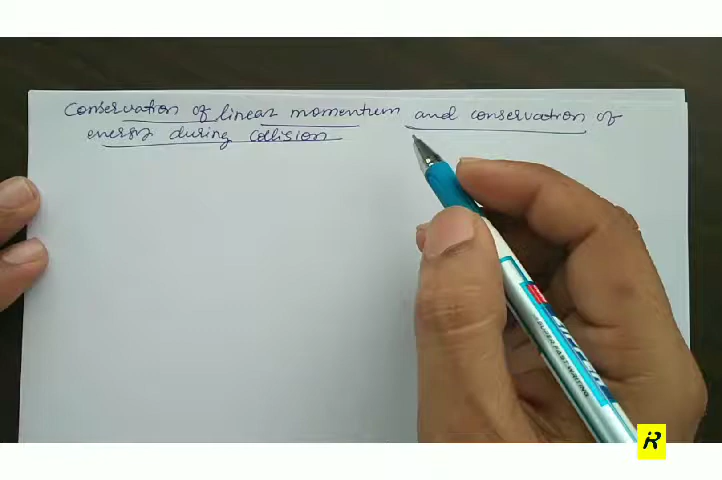 Conservation of linear momentum and conservation of
energy during Collision
R